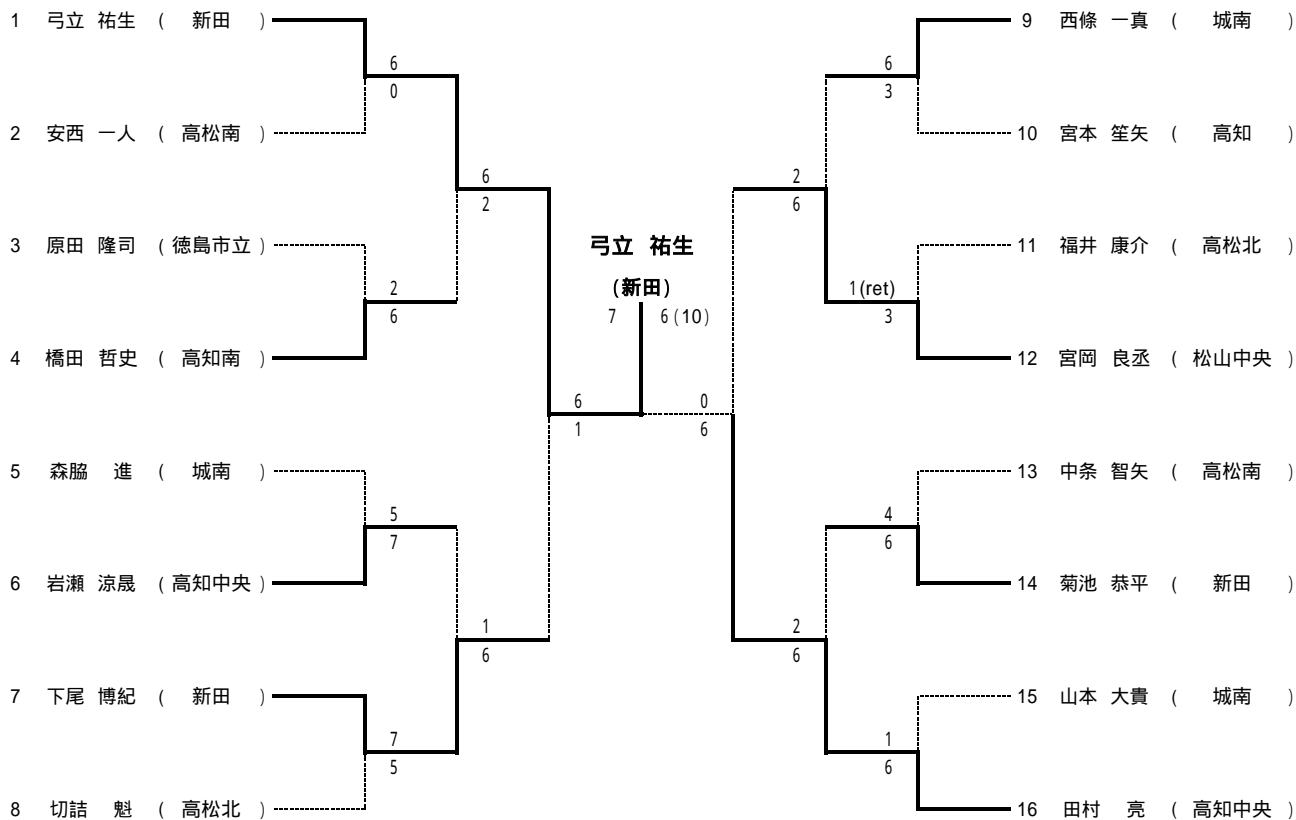 1 弓立 祐生 ( 新田 )
6
0
2 安西 一人 ( 高松南 )
6
2
3 原田 隆司 ( 徳島市立 )
2
6
4 橋田 哲史 ( 高知南 )
6
1
5 森脇 進 ( 城南 )
5
7
6 岩瀬 涼晟 ( 高知中央 )
1
6
7 下尾 博紀 ( 新田 )
7
5
8 切詰 魁 ( 高松北 )
弓立 祐生
(新田)
7 6(10)
9 西條 一真 ( 城南 )
6
3
10 宮本 笙矢 ( 高知 )
2
6
11 福井 康介 ( 高松北 )
1(ret)
3
12 宮岡 良丞 ( 松山中央 )
0
6
13 中条 智矢 ( 高松南 )
4
6
14 菊池 恭平 ( 新田 )
2
6
15 山本 大貴 ( 城南 )
1
6
16 田村 亮 ( 高知中央 )